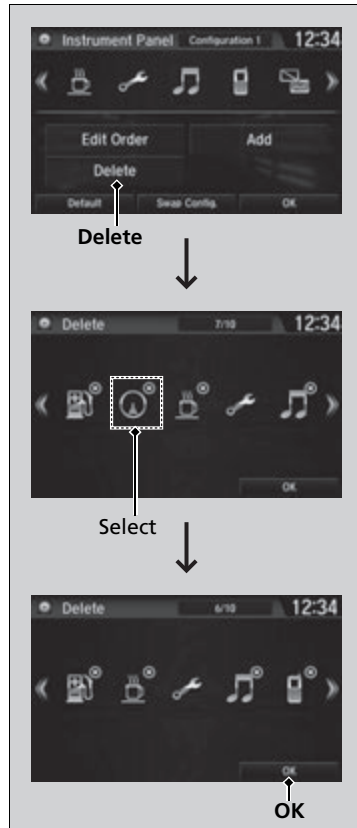 Instrument Panel Configuration 1 12:34
Edit Order Add
Delete
Default Swap Config. OK
Delete
Delete 7/10 12:34
OK
Select
Delete 6/10 12:34
OK
OK